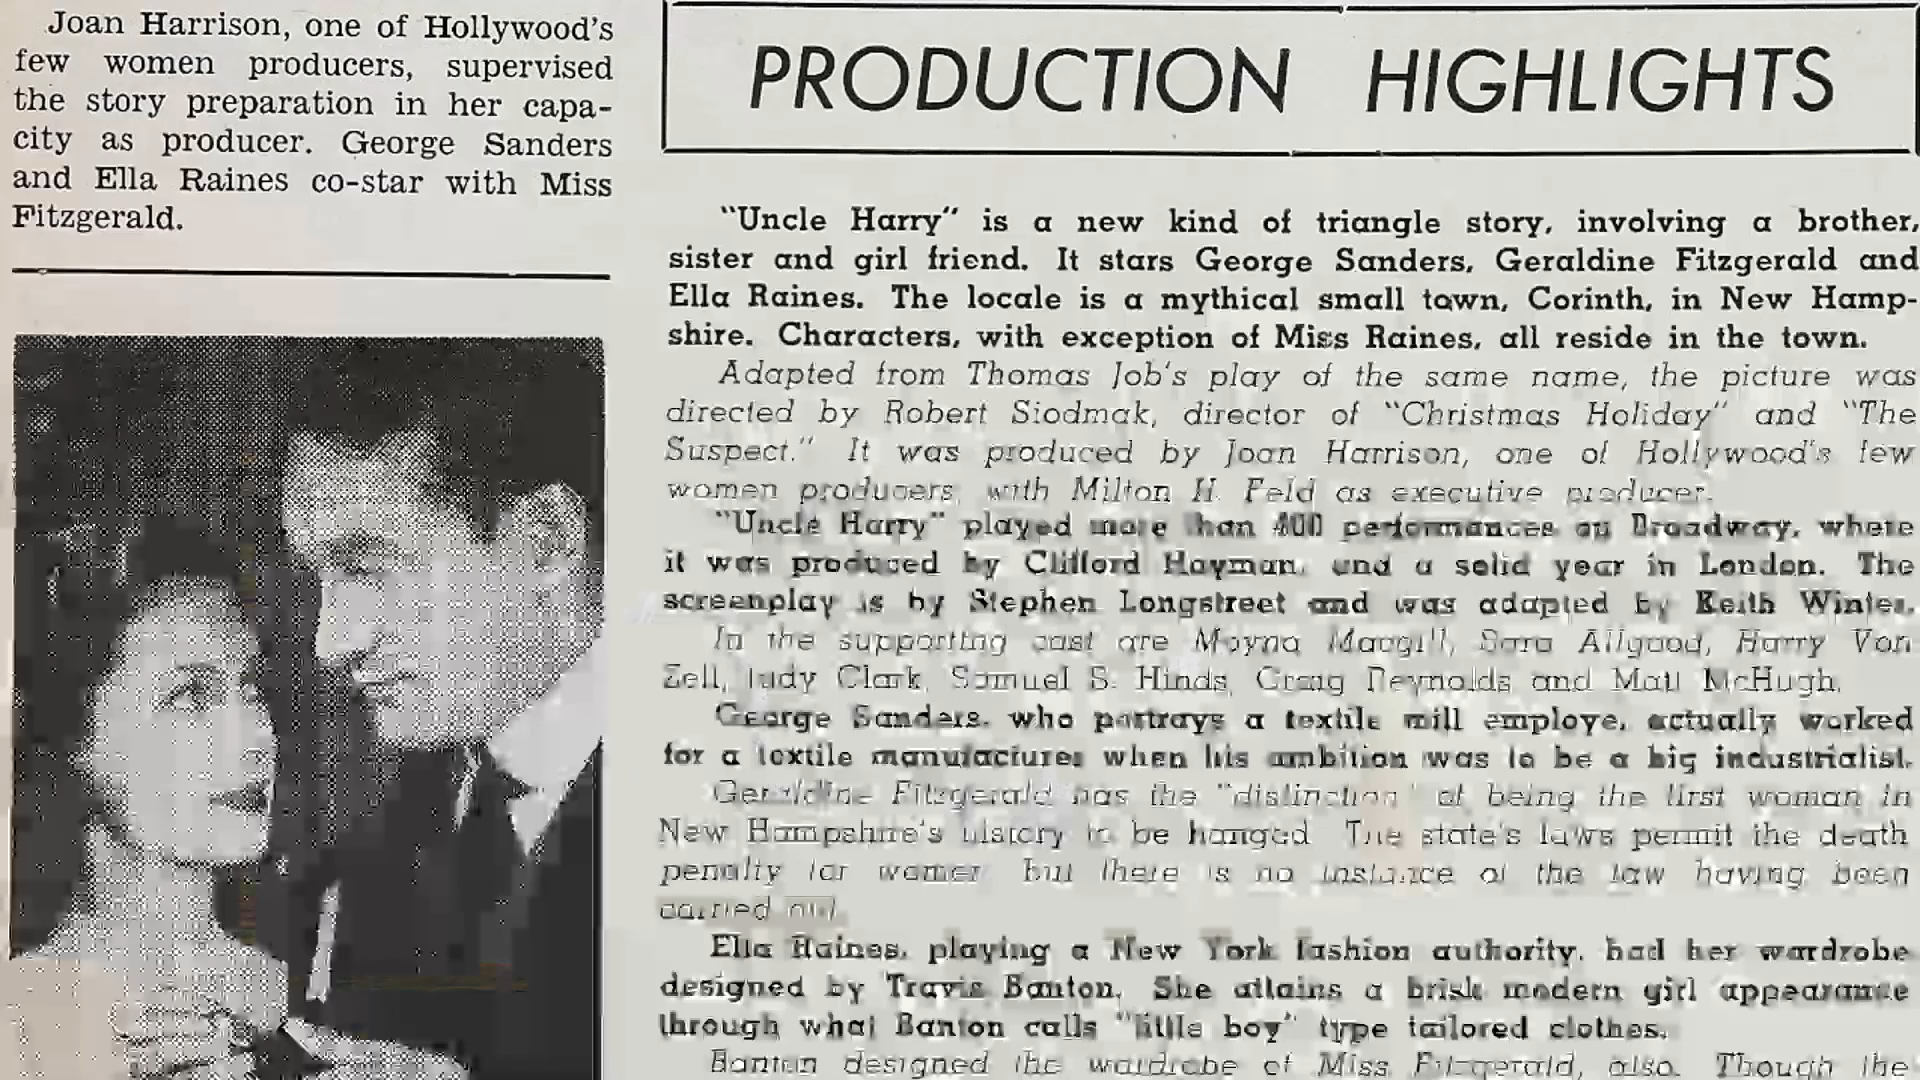 Joan Harrison, one of Hollywood's
few women producers, supervised
the story preparation in her capa-
city as producer. George Sanders
and Ella Raines co-star with Miss
Fitzgerald.
PRODUCTION HIGHLIGHTS
"Uncle Harry" is a new kind of triangle story, involving a brother,
sister and girl friend. It stars George Sanders, Geraldine Fitzgerald and
Ella Raines. The locale is a mythical small town, Corinth, in New Hamp-
shire. Characters, with exception of Miss Raines, all reside in the town.
Adapted from Thomas Job's play of the same name, the picture was
directed by Robert Siodmak, director of "Christmas Holiday" and "The
Suspect." It was produced by Joan Harrison, one of Hollywood's few
women producers, with Milton H. Feld as executive producer.
"Uncle Harry" played more than 400 performances on Broadway, where
it was produced by Clifford Hayman, and a solid year in London. The
screenplay is by Stephen Longstreet and was adapted by Keith Winter.
In the supporting cast are Moyna Macgill, Sara Allgood, Harry Von
Zell, Judy Clark, Samuel S. Hinds, Craig Reynolds and Matt McHugh.
George Sanders, who portrays a textile mill employe, actually worked
for a textile manufacturer when his ambition was to be a big industrialist.
Geraldine Fitzgerald has the "distinction" of being the first woman in
New Hampshire's history to be hanged. The state's laws permit the death
penalty for women but there is no instance of the law having been
carried out.
Ella Raines, playing a New York fashion authority, had her wardrobe
designed by Travis Banton. She attains a brisk modern girl appearance
through what Banton calls "little boy" type tailored clothes.
Banton designed the wardrobe of Miss Fitzgerald, also. Though the